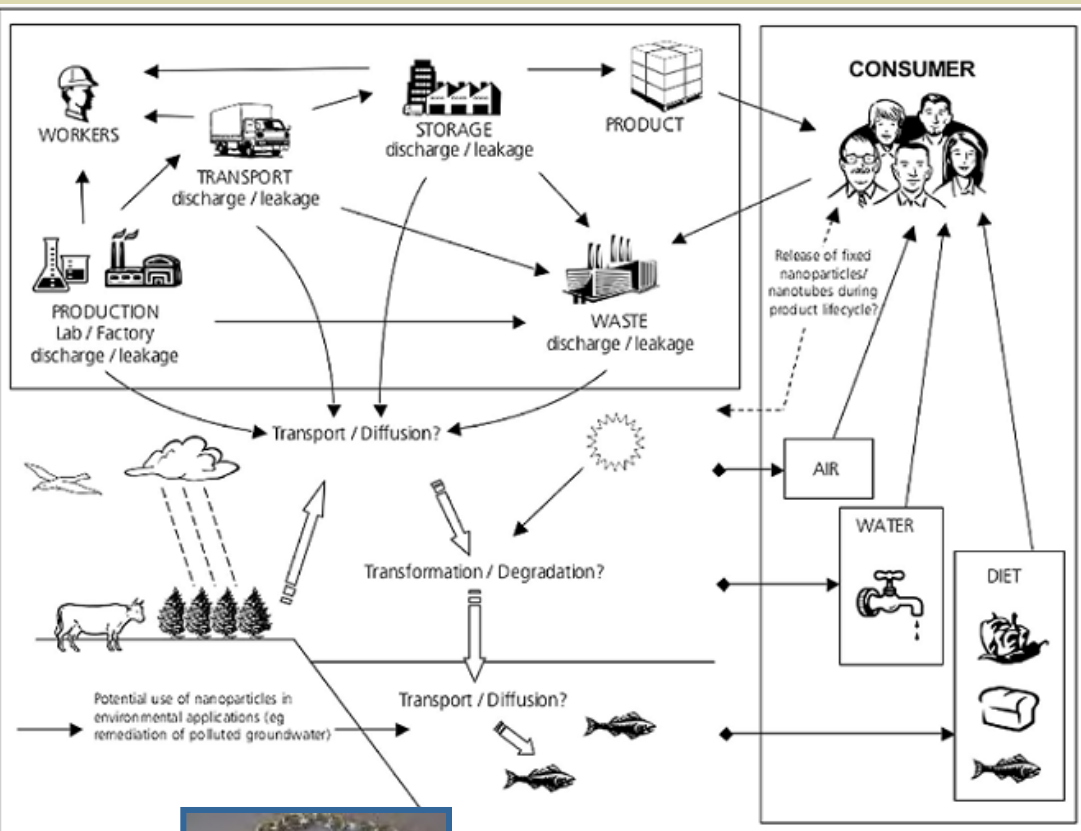 CONSUMER
WORKERS
STORAGE
discharge / leakage
PRODUCT
TRANSPORT
discharge / leakage
PRODUCTION
Lab / Factory
discharge / leakage
WASTE
discharge / leakage
Release of fixed
nanoparticles/
nanotubes during
product lifecycle?
Transport / Diffusion?
AIR
WATER
Transformation / Degradation?
DIET
Potential use of nanoparticles in
environmental applications (eg
remediation of polluted groundwater)
Transport / Diffusion?